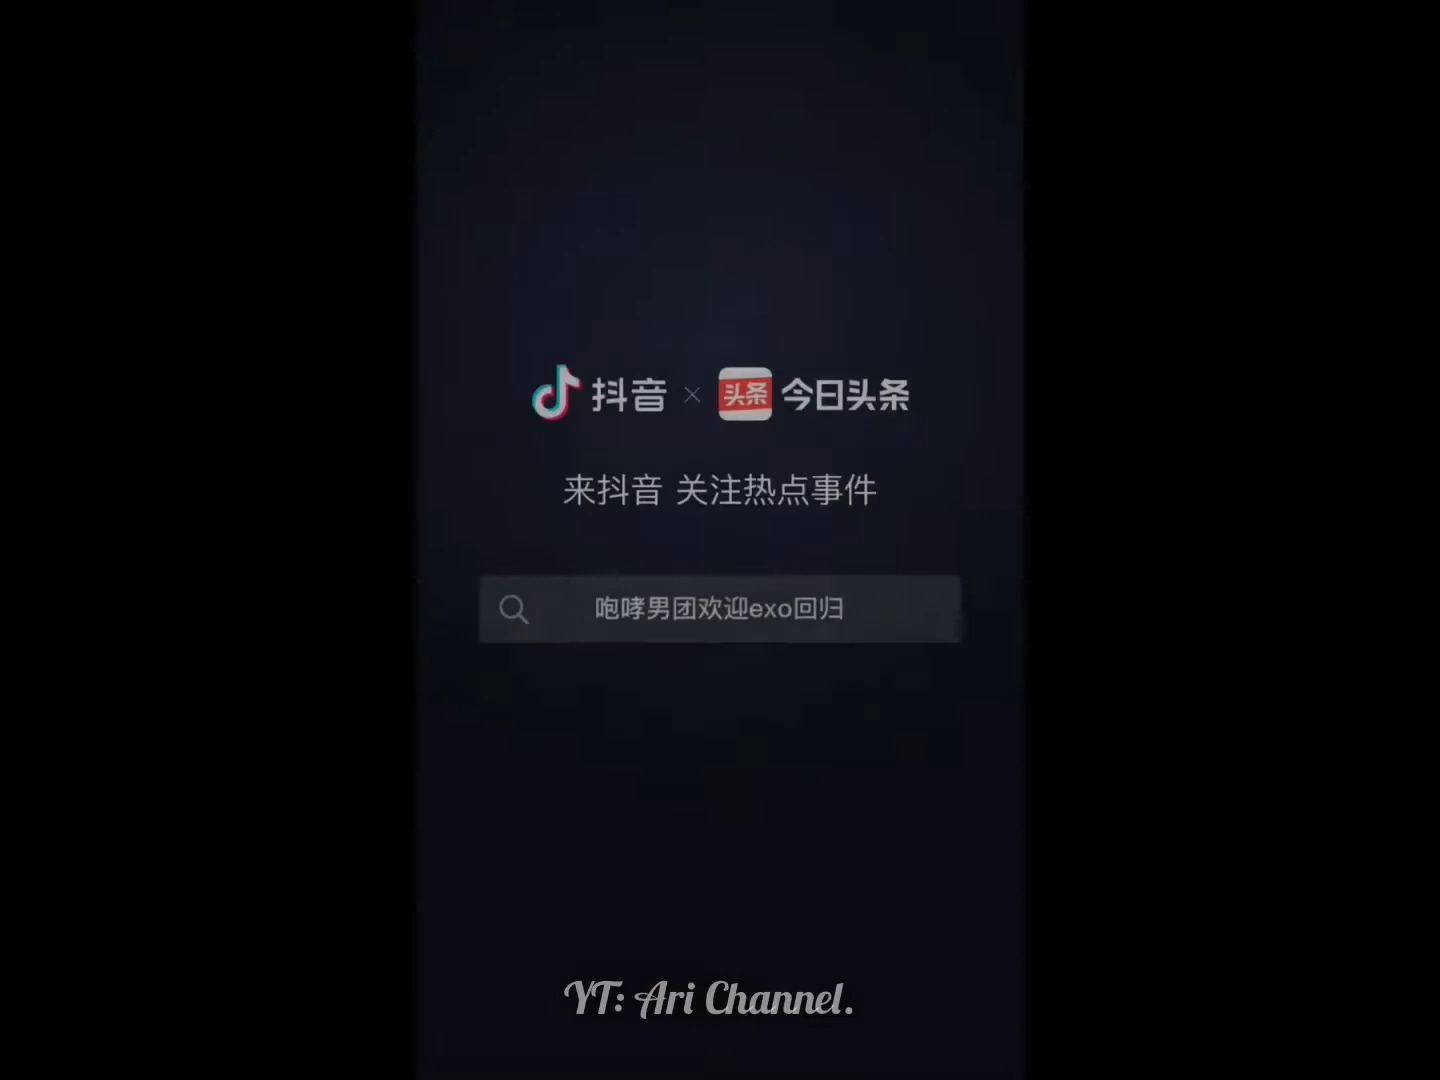 抖音 × 头条 今日头条
来抖音 关注热点事件
咆哮男团欢迎exo回归
YT: Ari Channel.